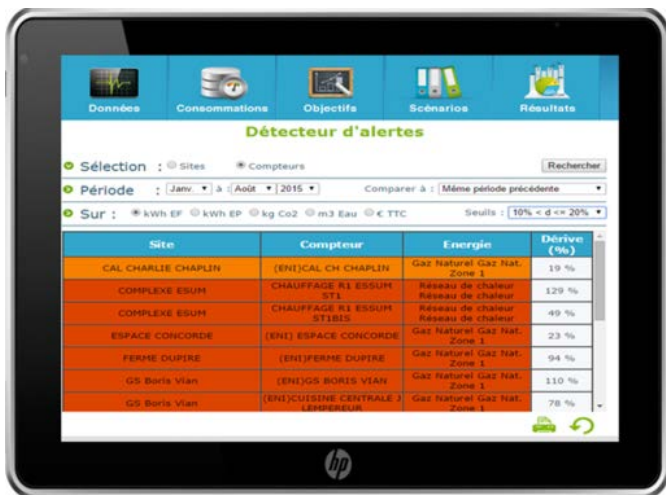 Données Consommations Objectifs Scénarios Résultats
Détecteur d'alertes
Sélection : Sites Compteurs Rechercher
Période : Janv. à : Août 2015 Comparer à : Même période précédente
Sur : kWh EF kWh EP kg Co2 m3 Eau € TTC Seuils : 10% < d <= 20%
Site Compteur Energie Dérive
(%)
CAL CHARLIE CHAPLIN (ENI)CAL CH CHAPLIN Gaz Naturel Gaz Nat.
Zone 1 19 %
COMPLEXE ESUM CHAUFFAGE R1 ESSUM
ST1 Réseau de chaleur
Réseau de chaleur 129 %
COMPLEXE ESUM CHAUFFAGE R1 ESSUM
ST1BIS Réseau de chaleur
Réseau de chaleur 49 %
ESPACE CONCORDE (ENI) ESPACE CONCORDE Gaz Naturel Gaz Nat.
Zone 1 23 %
FERME DUPIRE (ENI)FERME DUPIRE Gaz Naturel Gaz Nat.
Zone 1 94 %
GS Boris Vian (ENI)GS BORIS VIAN Gaz Naturel Gaz Nat.
Zone 1 110 %
GS Boris Vian (ENI)CUISINE CENTRALE J
LEMPEREUR Gaz Naturel Gaz Nat.
Zone 1 78 %
hp